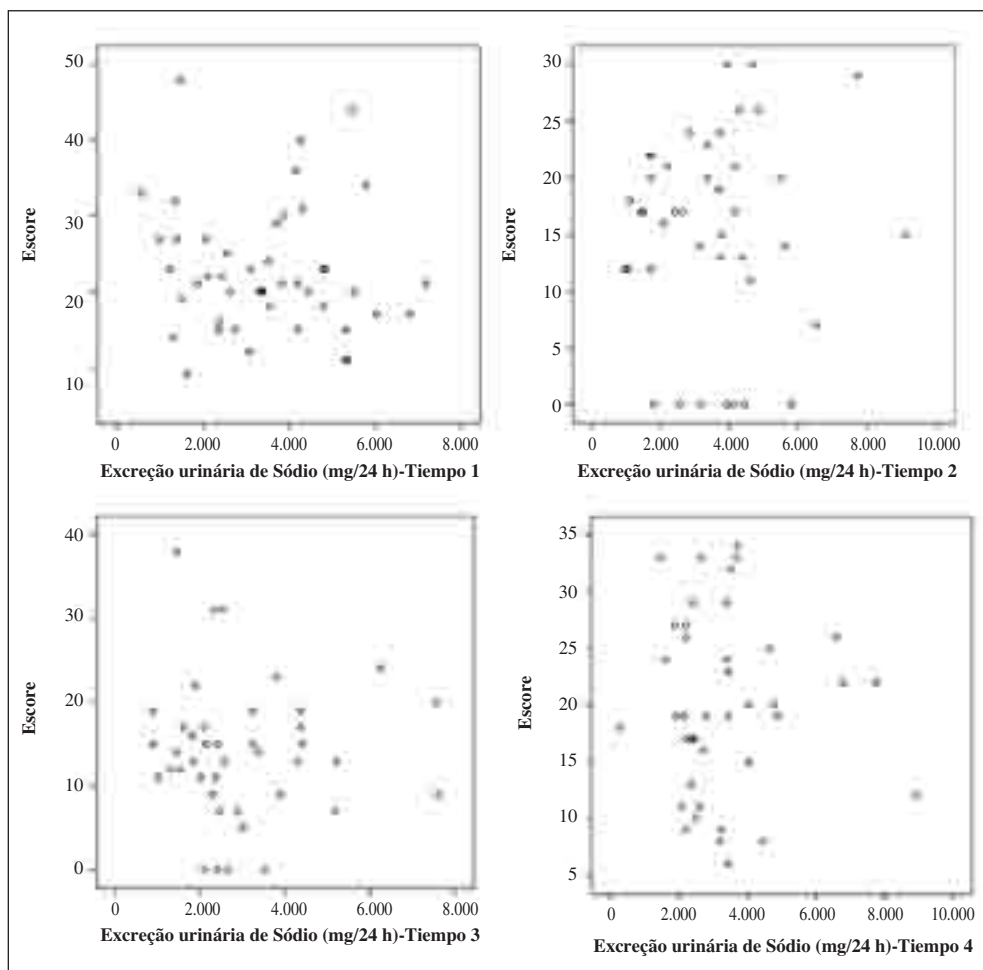 Escore
50
40
30
20
10
0 2.000 4.000 6.000 8.000
Excreção urinária de Sódio (mg/24 h)-Tiempo 1
Escore
30
25
20
15
10
5
0
0 2.000 4.000 6.000 8.000 10.000
Excreção urinária de Sódio (mg/24 h)-Tiempo 2
Escore
40
30
20
10
0
0 2.000 4.000 6.000 8.000
Excreção urinária de Sódio (mg/24 h)-Tiempo 3
Escore
35
30
25
20
15
10
5
0 2.000 4.000 6.000 8.000 10.000
Excreção urinária de Sódio (mg/24 h)-Tiempo 4